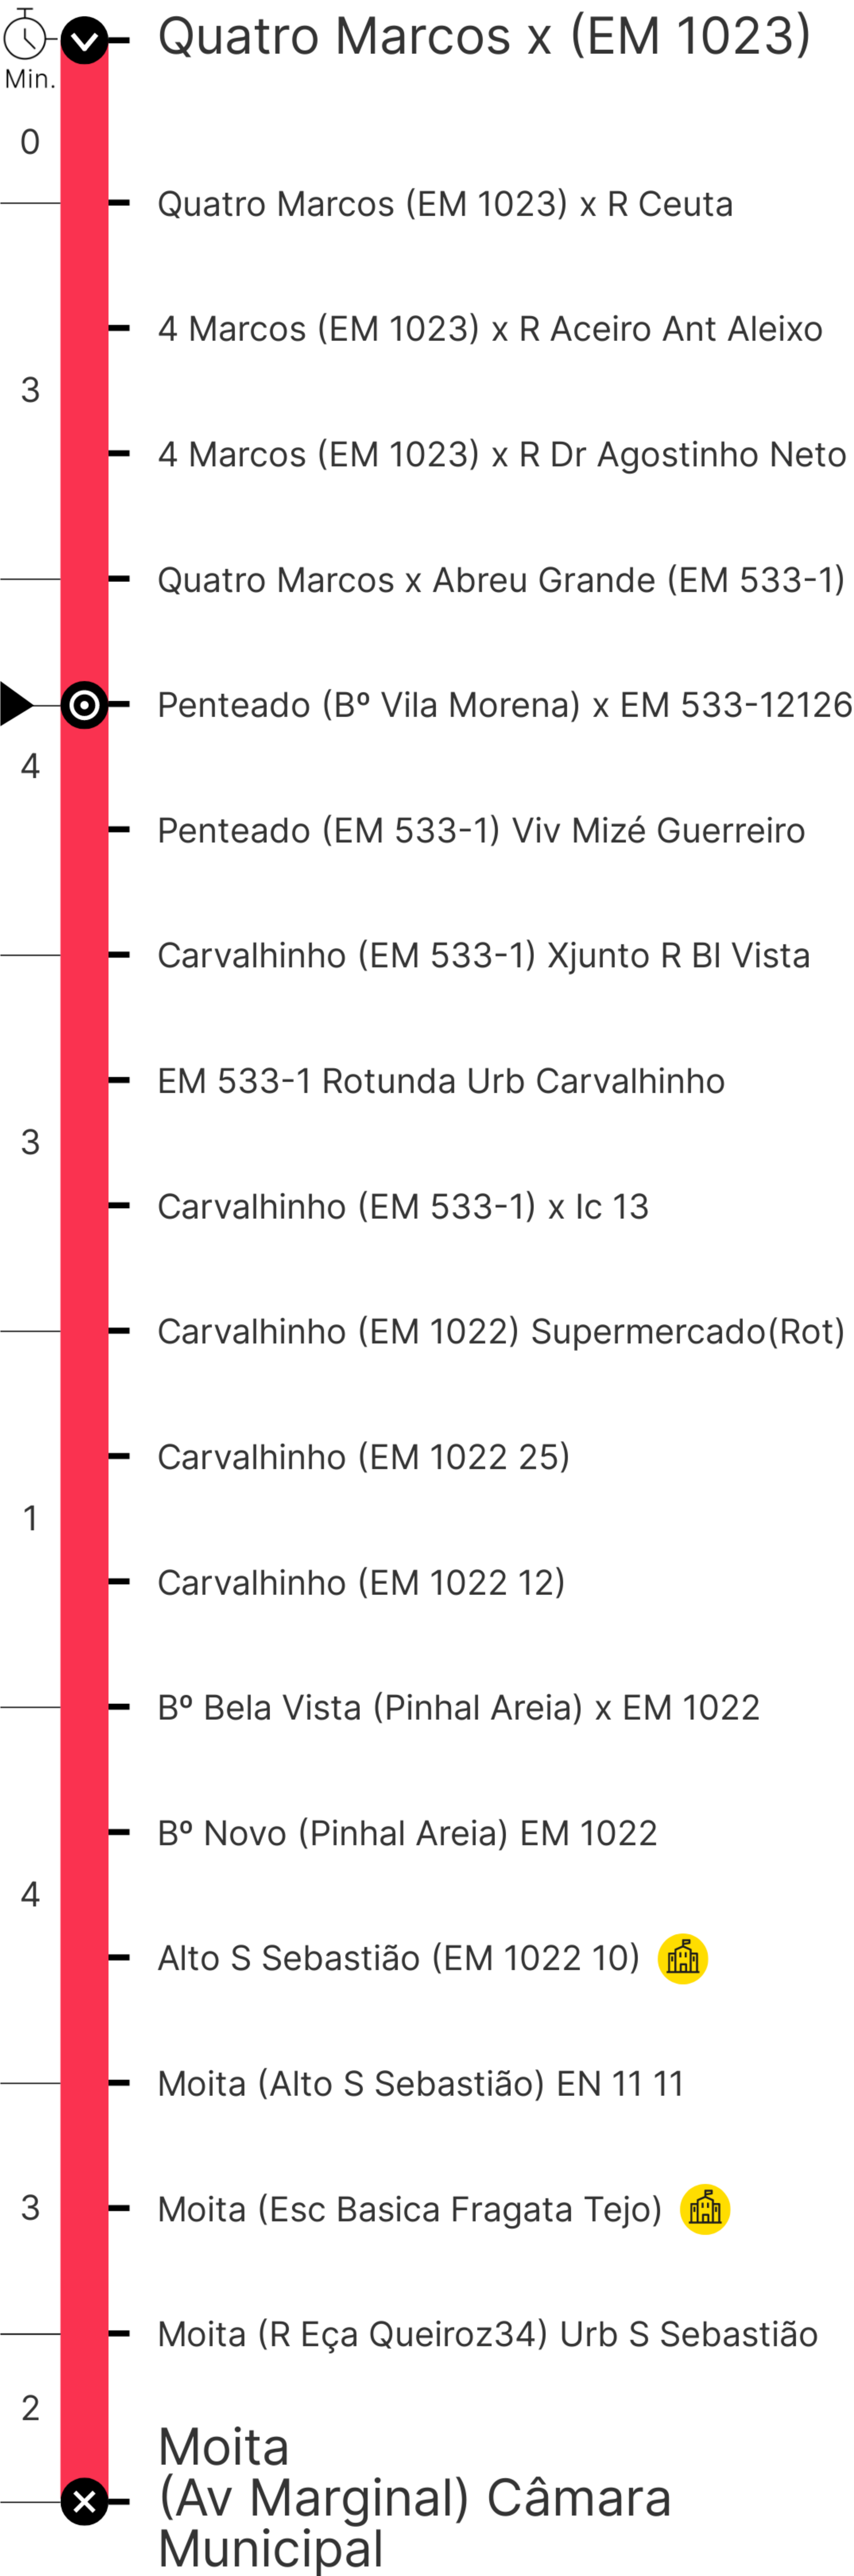 Quatro Marcos x (EM 1023)
Min.
0
Quatro Marcos (EM 1023) x R Ceuta
4 Marcos (EM 1023) x R Aceiro Ant Aleixo
3
4 Marcos (EM 1023) x R Dr Agostinho Neto
Quatro Marcos x Abreu Grande (EM 533-1)
Penteado (Bº Vila Morena) x EM 533-12126
4
Penteado (EM 533-1) Viv Mizé Guerreiro
Carvalhinho (EM 533-1) Xjunto R Bl Vista
EM 533-1 Rotunda Urb Carvalhinho
3
Carvalhinho (EM 533-1) x Ic 13
Carvalhinho (EM 1022) Supermercado(Rot)
Carvalhinho (EM 1022 25)
1
Carvalhinho (EM 1022 12)
Bº Bela Vista (Pinhal Areia) x EM 1022
Bº Novo (Pinhal Areia) EM 1022
4
Alto S Sebastião (EM 1022 10)
Moita (Alto S Sebastião) EN 11 11
3
Moita (Esc Basica Fragata Tejo)
Moita (R Eça Queiroz34) Urb S Sebastião
2
Moita
(Av Marginal) Câmara
Municipal